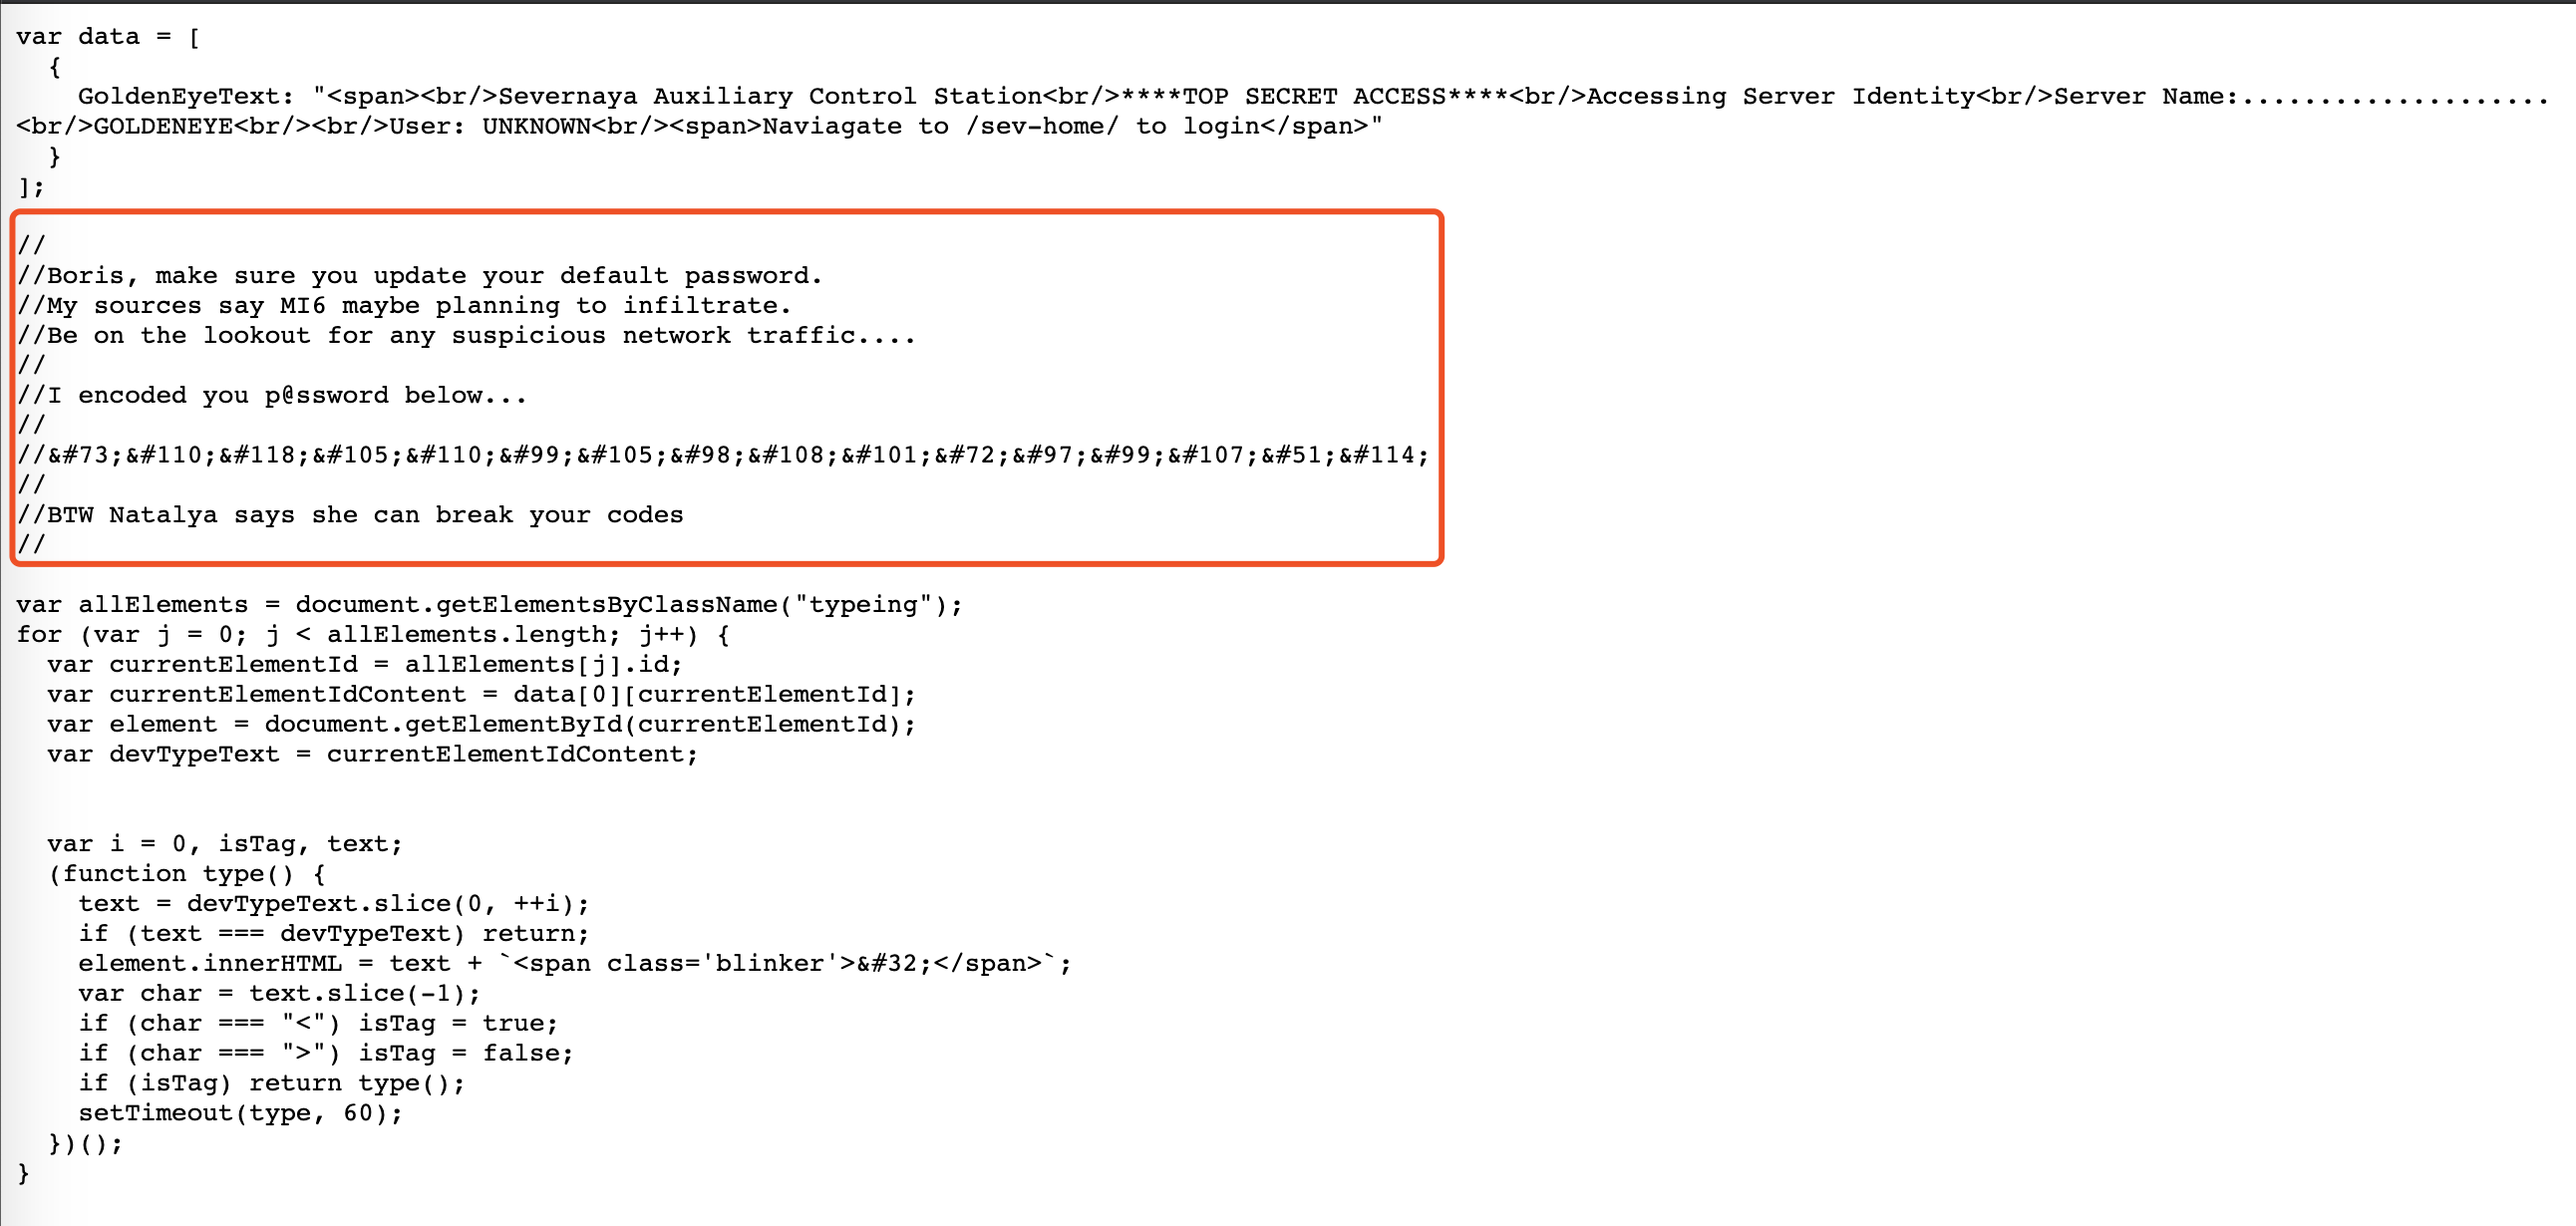 var data = [
  {
    GoldenEyeText: "<span><br/>Severnaya Auxiliary Control Station<br/>****TOP SECRET ACCESS****<br/>Accessing Server Identity<br/>Server Name:....................
<br/>GOLDENEYE<br/><br/>User: UNKNOWN<br/><span>Naviagate to /sev-home/ to login</span>"
  }
];
//
//Boris, make sure you update your default password.
//My sources say MI6 maybe planning to infiltrate.
//Be on the lookout for any suspicious network traffic....
//
//I encoded you p@ssword below...
//
//&#73;&#110;&#118;&#105;&#110;&#99;&#105;&#98;&#108;&#101;&#72;&#97;&#99;&#107;&#51;&#114;
//
//BTW Natalya says she can break your codes
//
var allElements = document.getElementsByClassName("typeing");
for (var j = 0; j < allElements.length; j++) {
  var currentElementId = allElements[j].id;
  var currentElementIdContent = data[0][currentElementId];
  var element = document.getElementById(currentElementId);
  var devTypeText = currentElementIdContent;
  var i = 0, isTag, text;
  (function type() {
    text = devTypeText.slice(0, ++i);
    if (text === devTypeText) return;
    element.innerHTML = text + `<span class='blinker'>&#32;</span>`;
    var char = text.slice(-1);
    if (char === "<") isTag = true;
    if (char === ">") isTag = false;
    if (isTag) return type();
    setTimeout(type, 60);
  })();
}